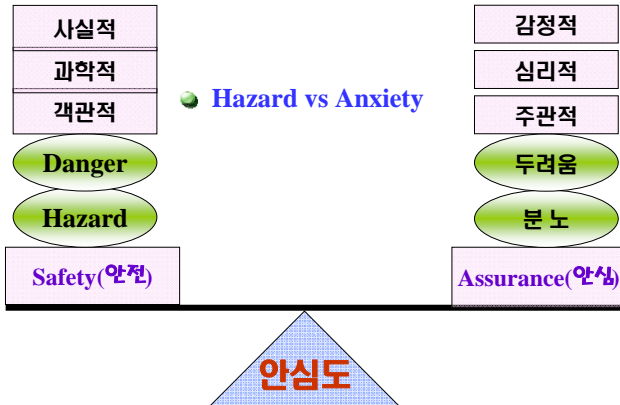 사실적
과학적
객관적
Danger
Hazard
Safety(안전)
Hazard vs Anxiety
감정적
심리적
주관적
두려움
분 노
Assurance(안심)
안심도